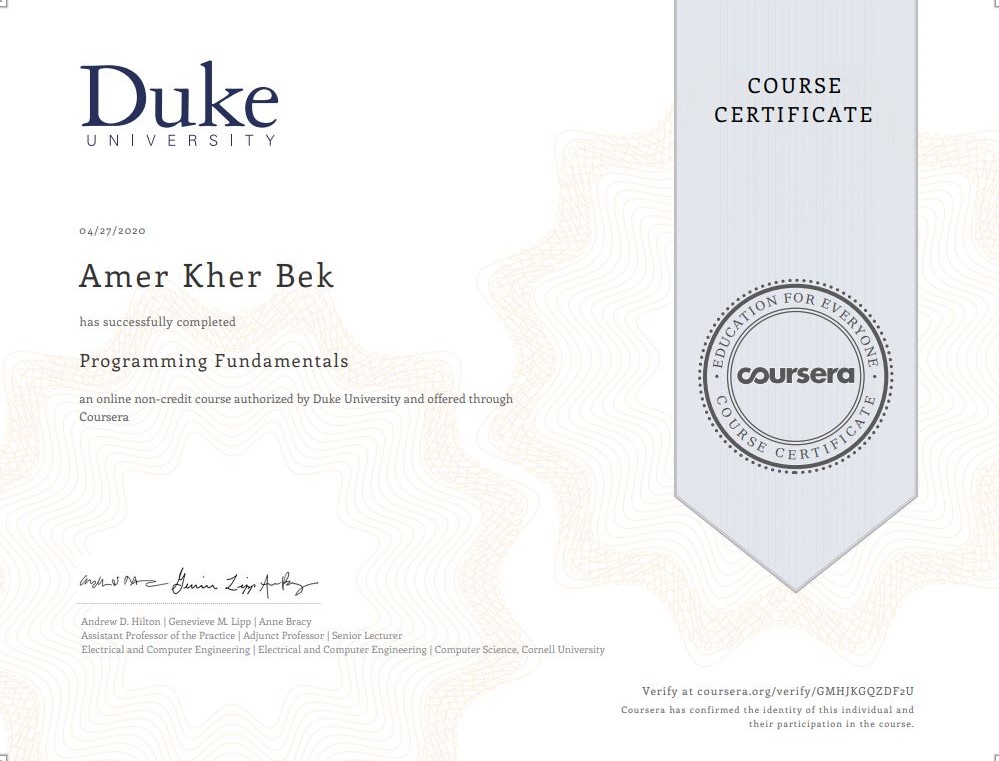 Duke
UNIVERSITY
COURSE
CERTIFICATE
04/27/2020
Amer Kher Bek
has successfully completed
Programming Fundamentals
an online non-credit course authorized by Duke University and offered through
Coursera
EDUCATION FOR EVERYONE
coursera
COURSE CERTIFICATE
Andrew D. Hilton | Genevieve M. Lipp | Anne Bracy
Assistant Professor of the Practice | Adjunct Professor | Senior Lecturer
Electrical and Computer Engineering | Electrical and Computer Engineering | Computer Science, Cornell University
Verify at coursera.org/verify/GMHJKGQZDF2U
Coursera has confirmed the identity of this individual and
their participation in the course.